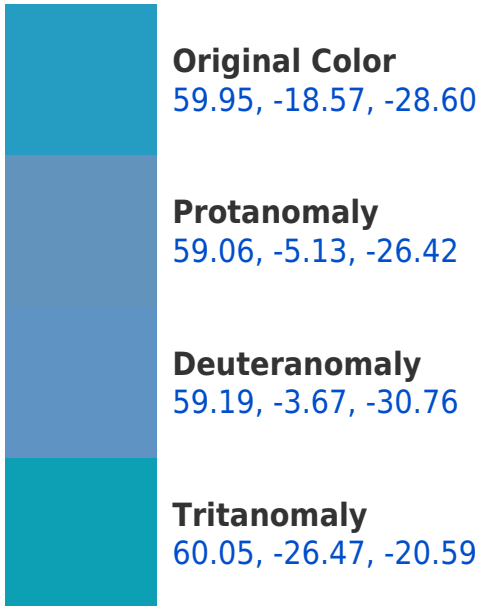 Original Color
59.95, -18.57, -28.60
Protanomaly
59.06, -5.13, -26.42
Deuteranomaly
59.19, -3.67, -30.76
Tritanomaly
60.05, -26.47, -20.59